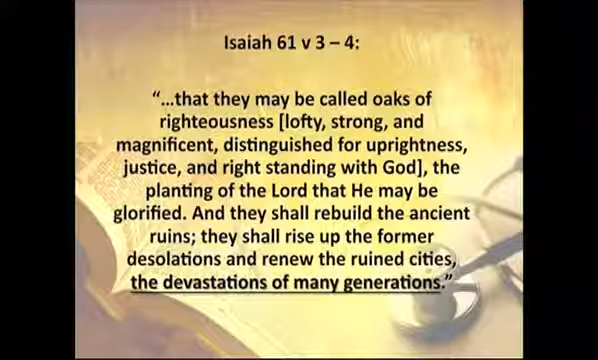 Isaiah 61 v 3 – 4:
“...that they may be called oaks of
righteousness [lofty, strong, and
magnificent, distinguished for uprightness,
justice, and right standing with God], the
planting of the Lord that He may be
glorified. And they shall rebuild the ancient
ruins; they shall rise up the former
desolations and renew the ruined cities,
the devastations of many generations.”